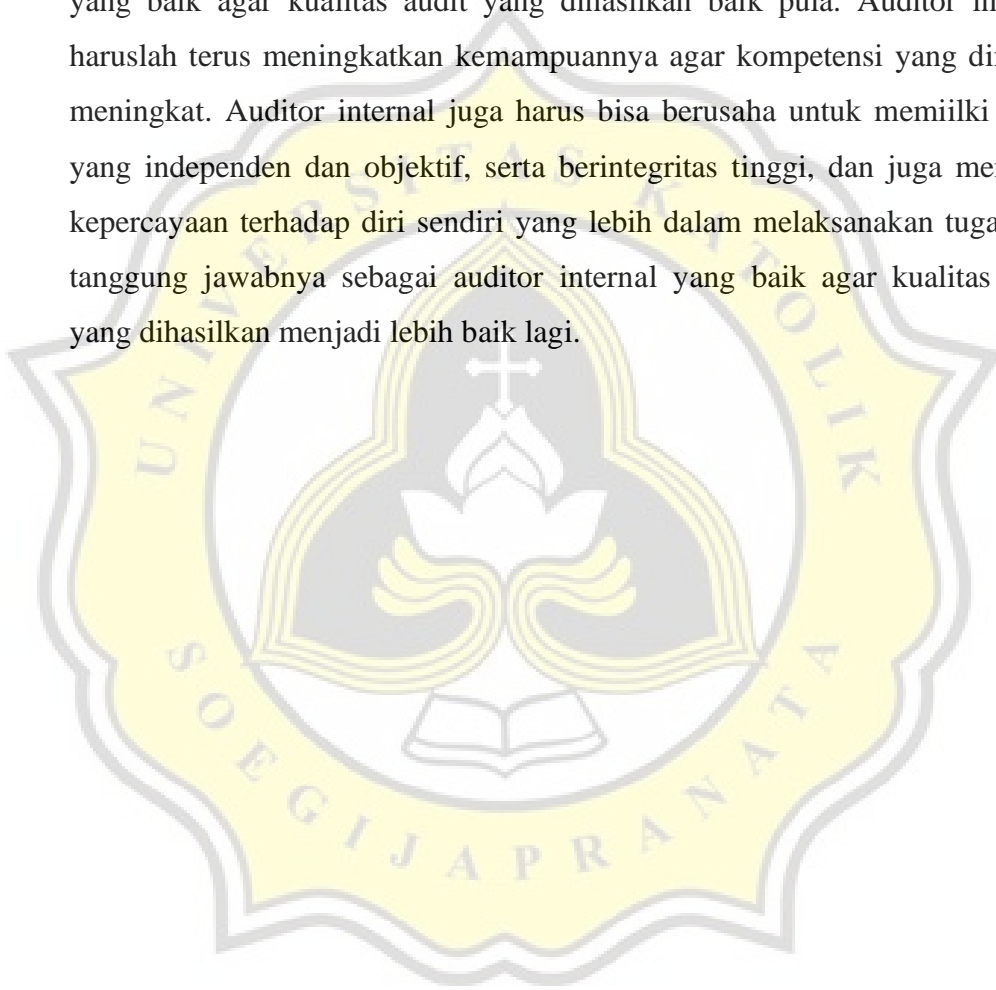 yang baik agar kualitas audit yang dihasilkan baik pula. Auditor
haruslah terus meningkatkan kemampuannya agar kompetensi yang
meningkat. Auditor internal juga harus bisa berusaha untuk memiilki
yang independen dan objektif, serta berintegritas tinggi, dan juga
kepercayaan terhadap diri sendiri yang lebih dalam melaksanakan
tanggung jawabnya sebagai auditor internal yang baik agar kualitas
yang dihasilkan menjadi lebih baik lagi.
UNIVERSITAS KATOLIK
SOEGIJAPRANATA